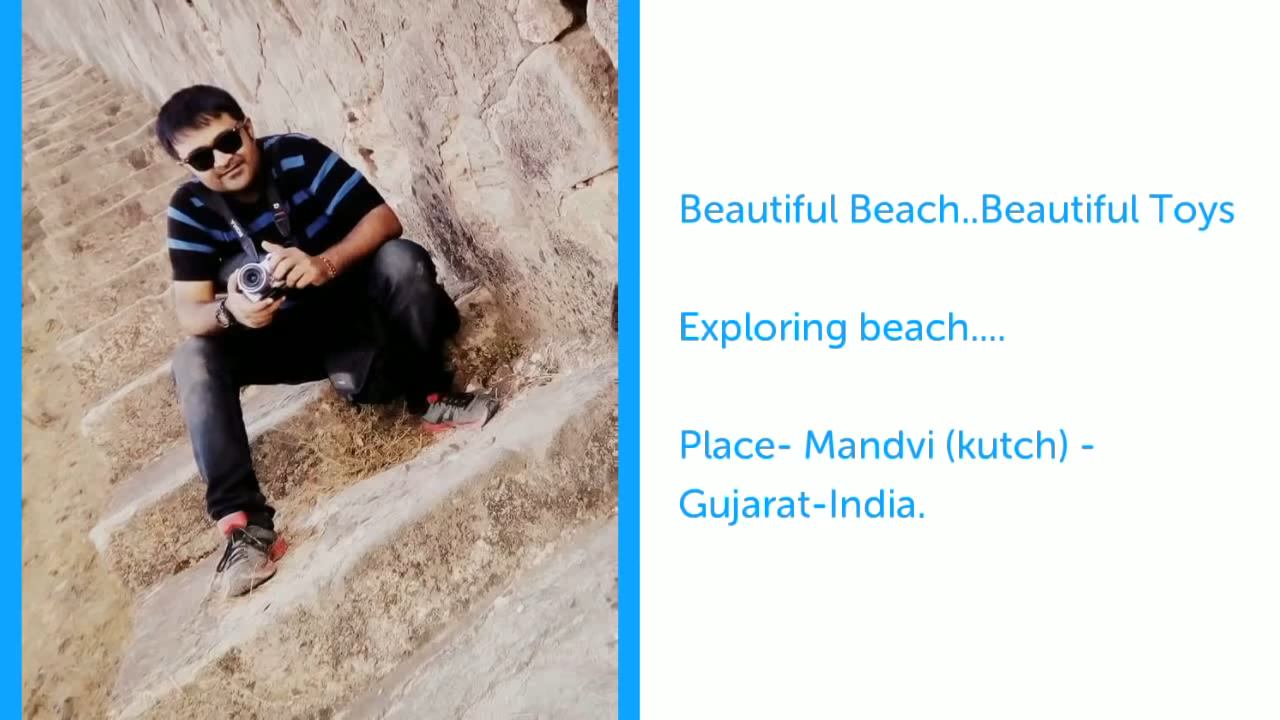 Beautiful Beach..Beautiful Toys
Exploring beach....
Place- Mandvi (kutch) -
Gujarat-India.